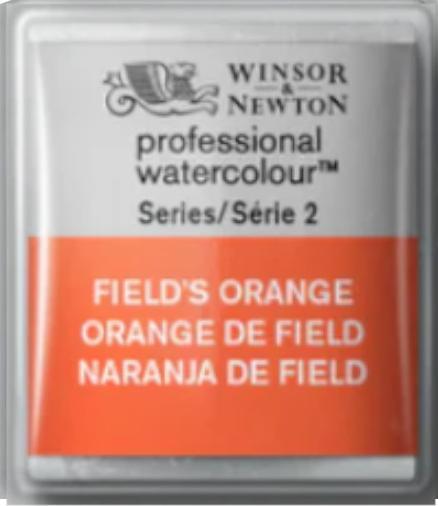 WINSOR
&
NEWTON
professional
watercolour™
Series/Série 2
FIELD'S ORANGE
ORANGE DE FIELD
NARANJA DE FIELD